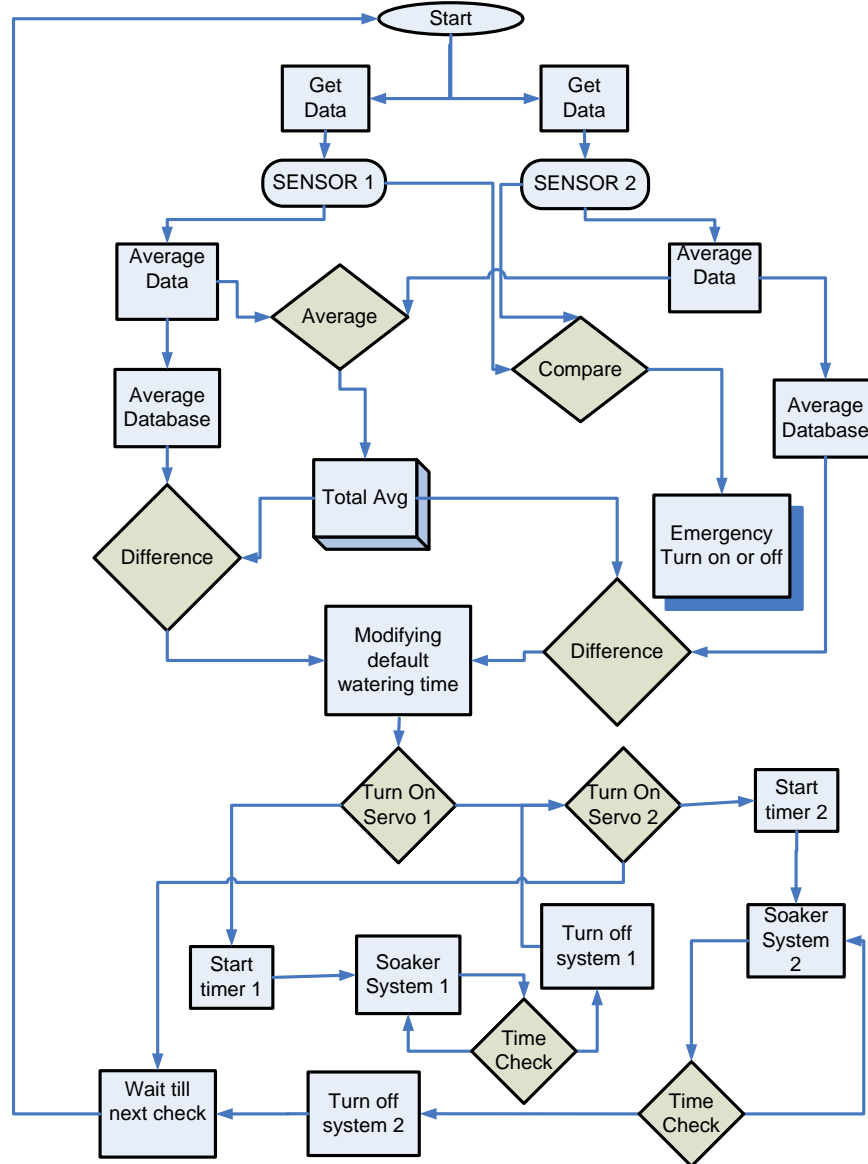 Start
Get
Data
Get
Data
SENSOR 1
SENSOR 2
Average
Data
Average
Average
Data
Compare
Average
Database
Average
Database
Total Avg
Difference
Emergency
Turn on or off
Modifying
default
watering time
Difference
Turn On
Servo 1
Turn On
Servo 2
Start
timer 2
Start
timer 1
Soaker
System 1
Turn off
system 1
Soaker
System
2
Time
Check
Wait till
next check
Turn off
system 2
Time
Check